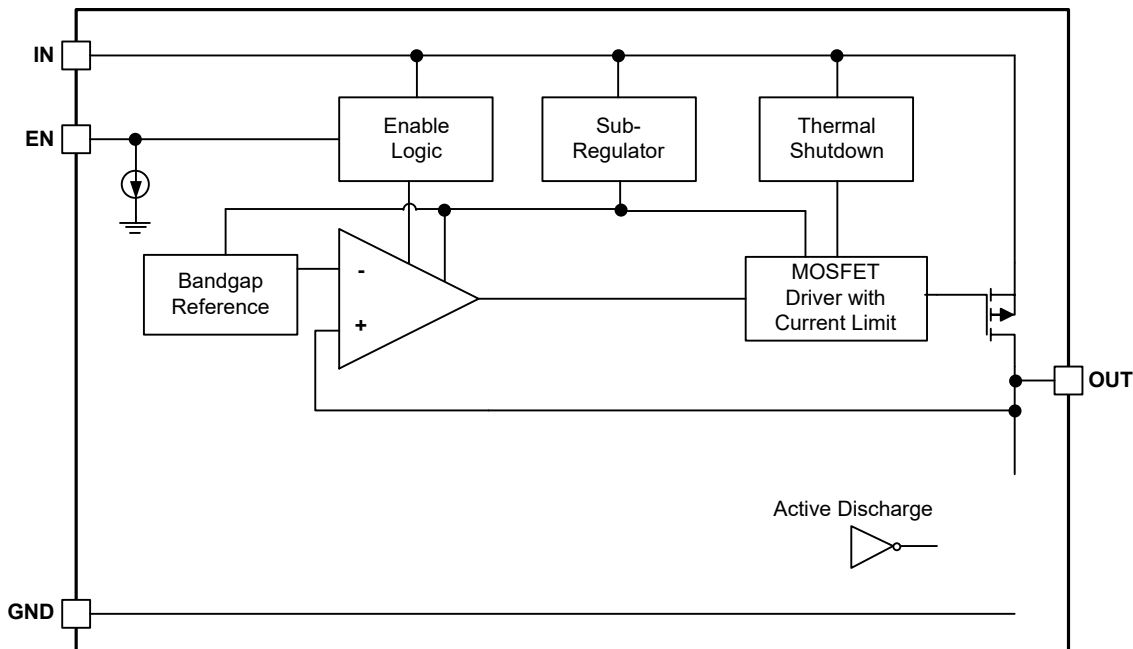 IN
EN
Enable
Logic
Sub-
Regulator
Thermal
Shutdown
Bandgap
Reference
-
+
MOSFET
Driver with
Current Limit
OUT
Active Discharge
GND